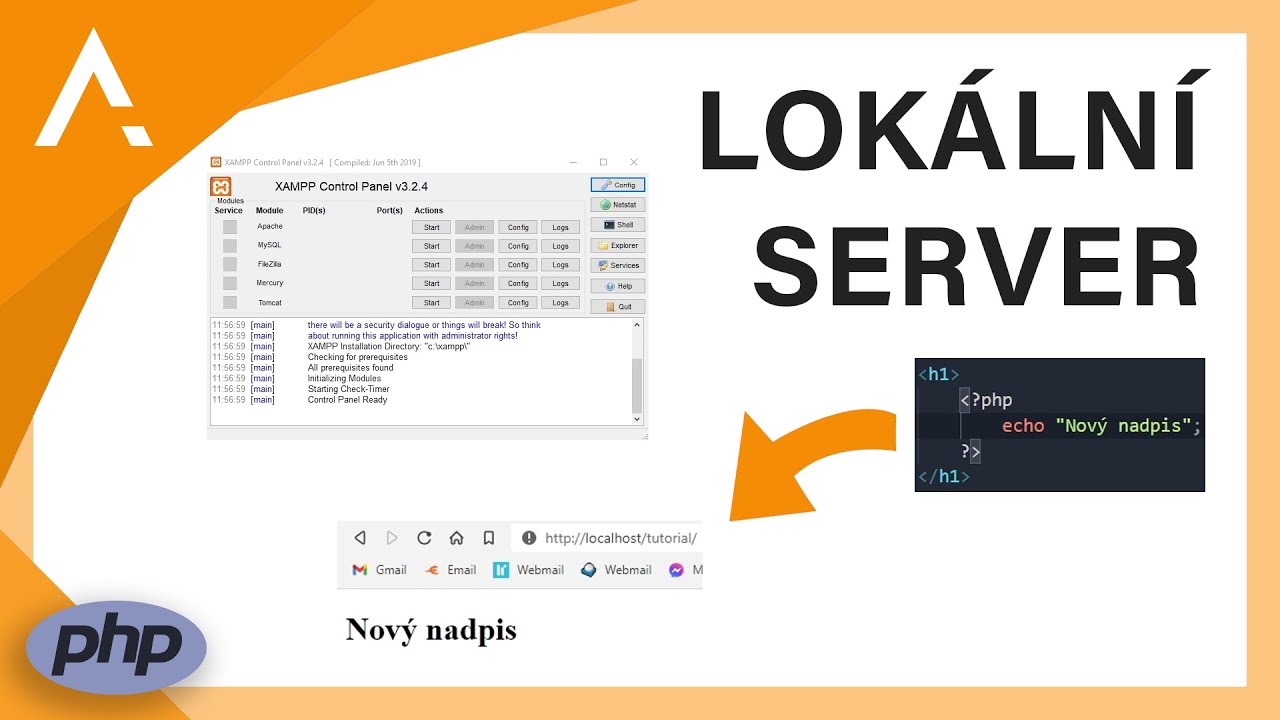 LOKÁLNÍ
SERVER
XAMPP Control Panel v3.2.4 [ Compiled: Jun 5th 2019 ]
XAMPP Control Panel v3.2.4
Config
Modules
Service Module PID(s) Port(s) Actions
Netstat
Apache Start Admin Config Logs
Shell
MySQL Start Admin Config Logs
Explorer
FileZilla Start Admin Config Logs
Services
Mercury Start Admin Config Logs
Help
Tomcat Start Admin Config Logs
Quit
11:56:59 [main] there will be a security dialogue or things will break! So think
11:56:59 [main] about running this application with administrator rights!
11:56:59 [main] XAMPP Installation Directory: "c:\xampp\"
11:56:59 [main] Checking for prerequisites
11:56:59 [main] All prerequisites found
11:56:59 [main] Initializing Modules
11:56:59 [main] Starting Check-Timer
11:56:59 [main] Control Panel Ready
<h1>
<?php
echo "Nový nadpis";
?>
</h1>
http://localhost/tutorial/
Gmail Email Webmail Webmail M
Nový nadpis
php